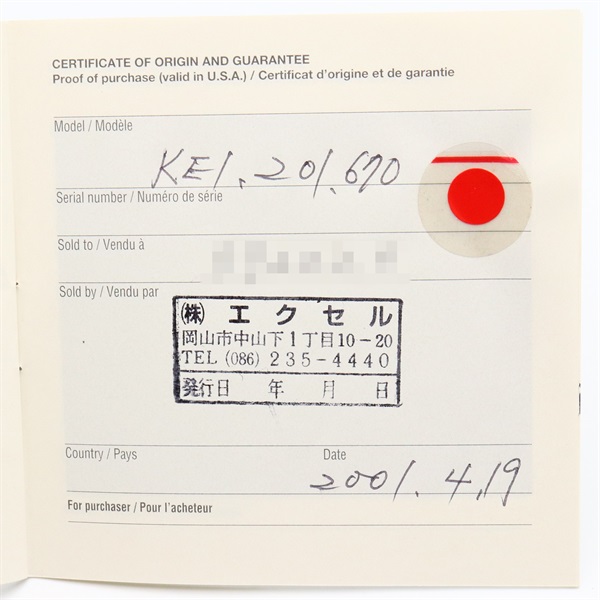 CERTIFICATE OF ORIGIN AND GUARANTEE
Proof of purchase (valid in U.S.A.) / Certificat d'origine et de garantie
Model / Modèle
KE1.201.670
Serial number / Numéro de série
Sold to / Vendu à
Sold by / Vendu par
㈱ エクセル
岡山市中山下1丁目10-20
TEL (086) 235-4440
発行日 年 月 日
Country / Pays
Date
2001.4.19
For purchaser / Pour l'acheteur